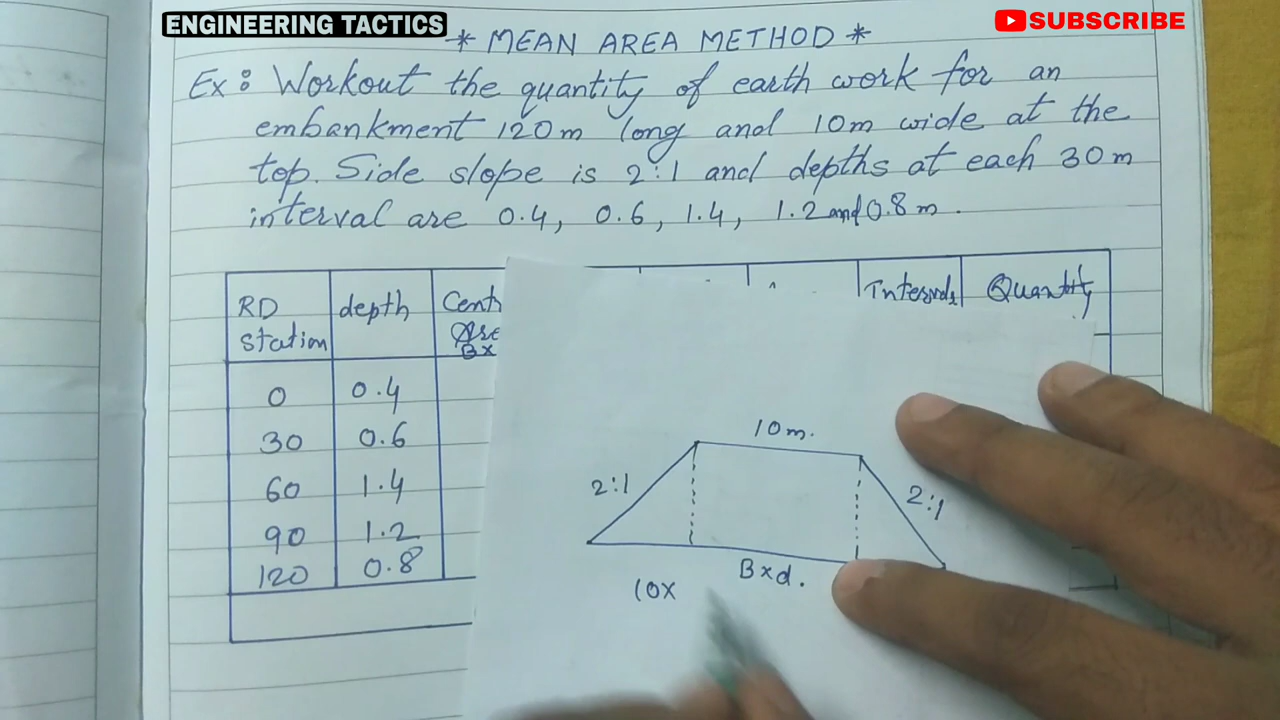 ENGINEERING TACTICS
SUBSCRIBE
* MEAN AREA METHOD *
Ex: Workout the quantity of earth work for an
embankment 120m long and 10m wide at the
top. Side slope is 2:1 and depths at each 30m
interval are 0.4, 0.6, 1.4, 1.2 and 0.8 m.
RD depth Intervals Quantity
station
B x
0 0.4
30 0.6
60 1.4
90 1.2
120 0.8
10m.
2:1 2:1
B x d.
10x